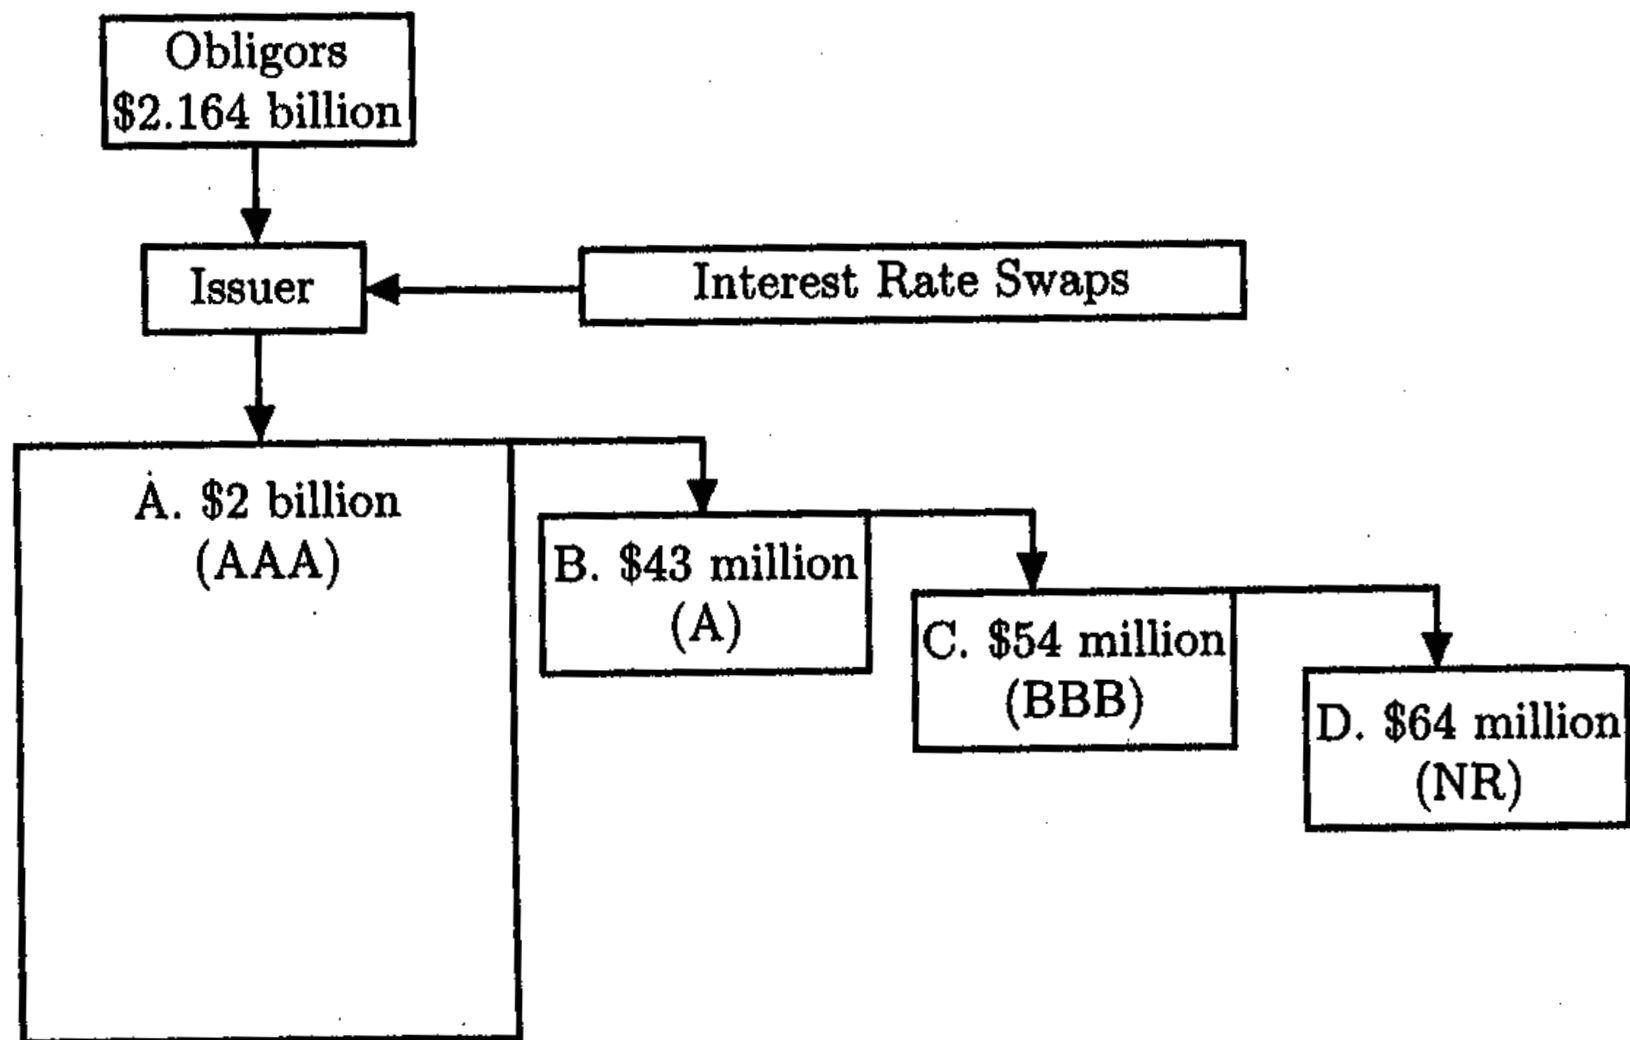 Obligors
$2.164 billion
Issuer
Interest Rate Swaps
A. $2 billion
(AAA)
B. $43 million
(A)
C. $54 million
(BBB)
D. $64 million
(NR)